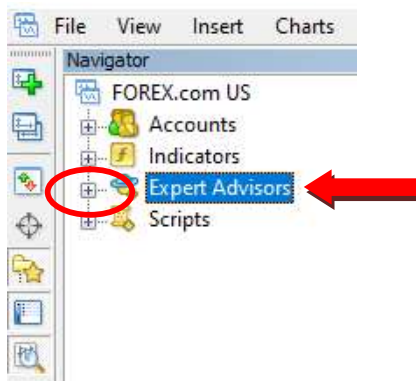 File View Insert Charts
Navigator
FOREX.com US
Accounts
Indicators
Expert Advisors
Scripts